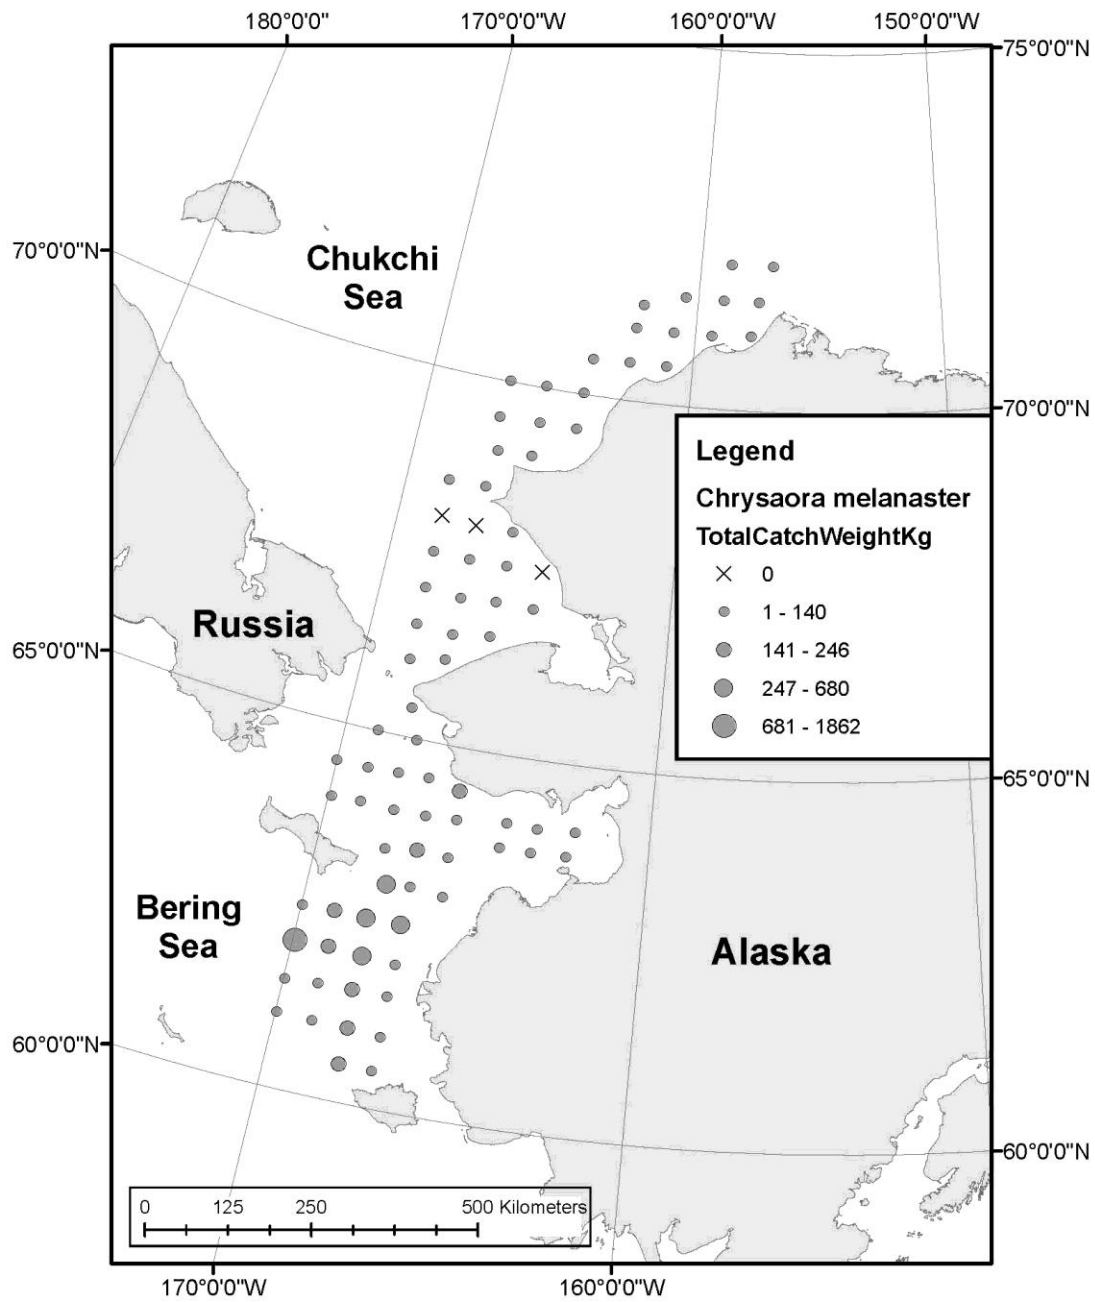 180°0'0" 170°0'0"W 160°0'0"W 150°0'0"W
75°0'0"N
70°0'0"N
Chukchi
Sea
70°0'0"N
Legend
Chrysaora melanaster
TotalCatchWeightKg
0
1 - 140
141 - 246
247 - 680
681 - 1862
Russia
65°0'0"N
65°0'0"N
Bering
Sea
Alaska
60°0'0"N
60°0'0"N
0 125 250 500 Kilometers
170°0'0"W 160°0'0"W